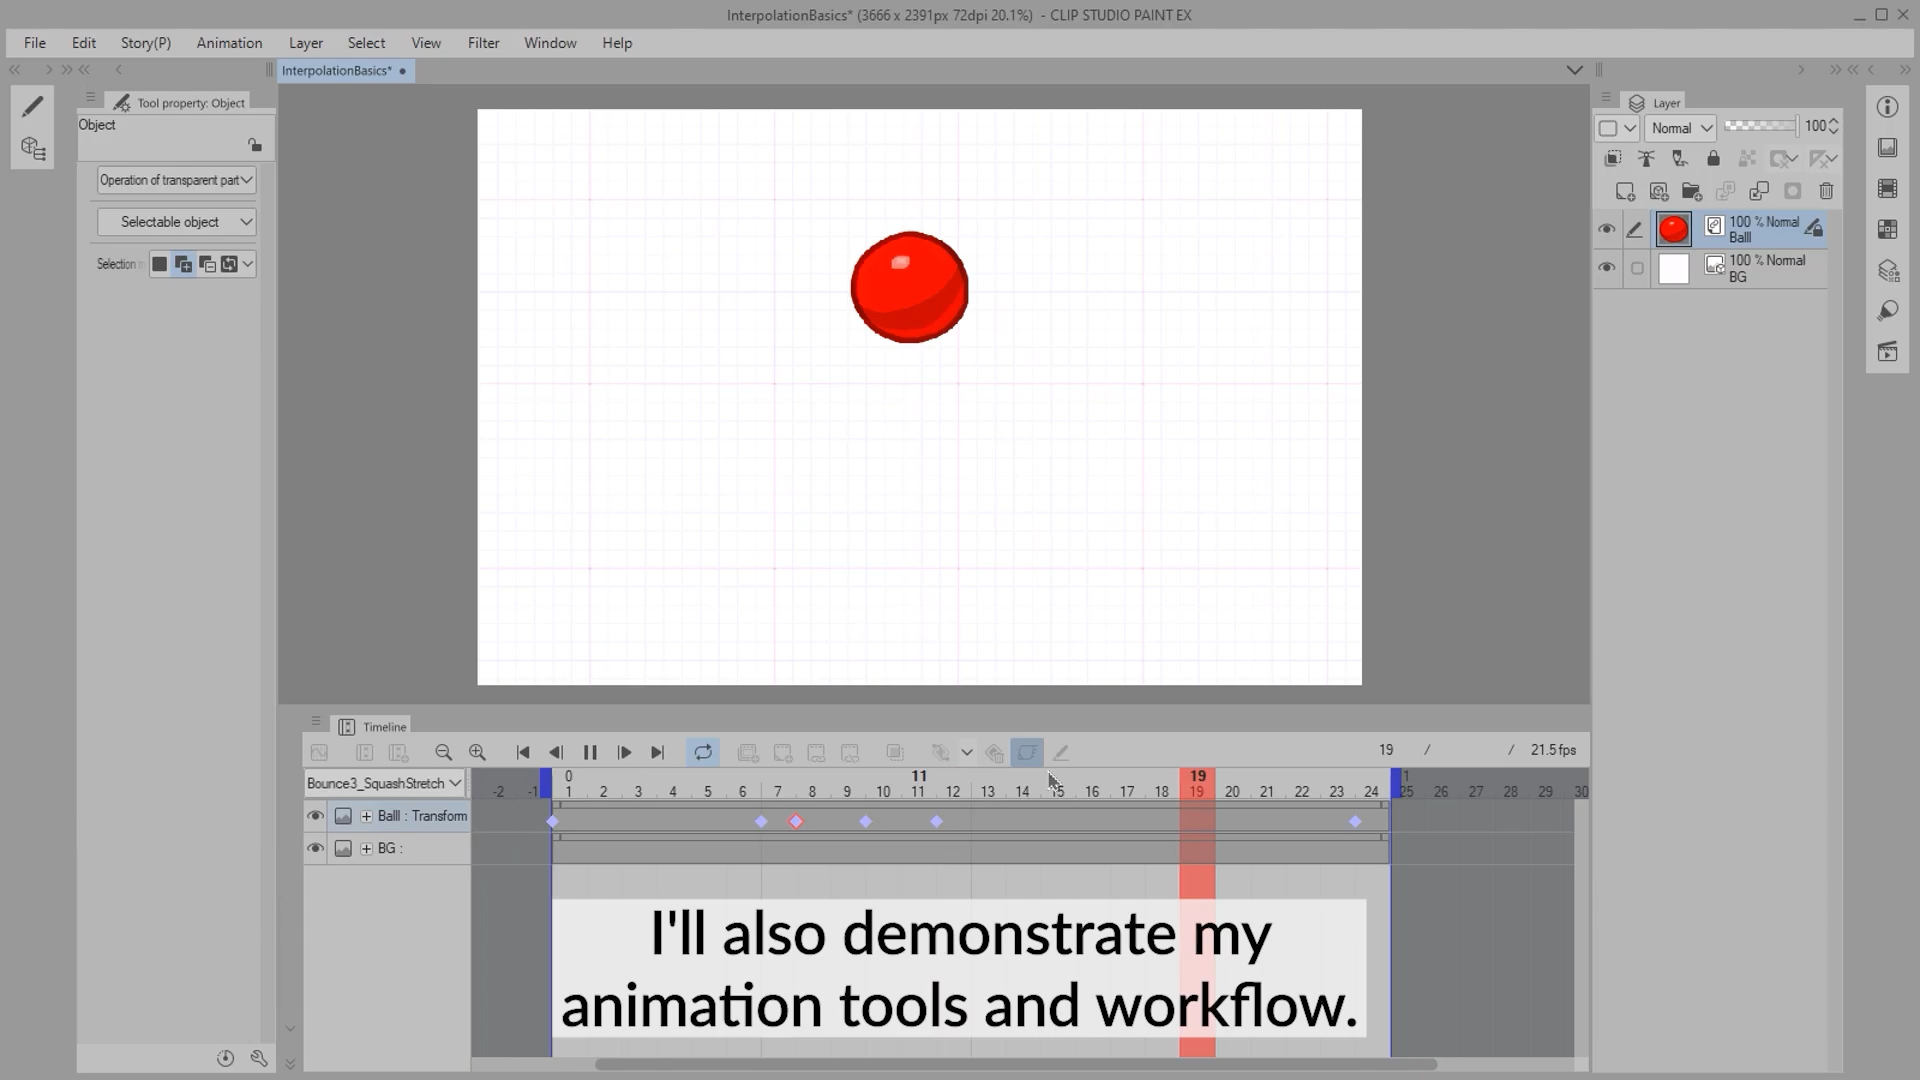 InterpolationBasics* (3666 x 2391px 72dpi 20.1%) - CLIP STUDIO PAINT EX
File Edit Story(P) Animation Layer Select View Filter Window Help
InterpolationBasics*
Tool property: Object
Object
Operation of transparent part
Selectable object
Selection
Layer
Normal 100
100 % Normal
Balll
100 % Normal
BG
Timeline
19 / / 21.5fps
Bounce3_SquashStretch
0 11 19 1
-2 -1 1 2 3 4 5 6 7 8 9 10 11 12 13 14 15 16 17 18 19 20 21 22 23 24 25 26 27 28 29 30
Balll : Transform
BG :
I'll also demonstrate my
animation tools and workflow.